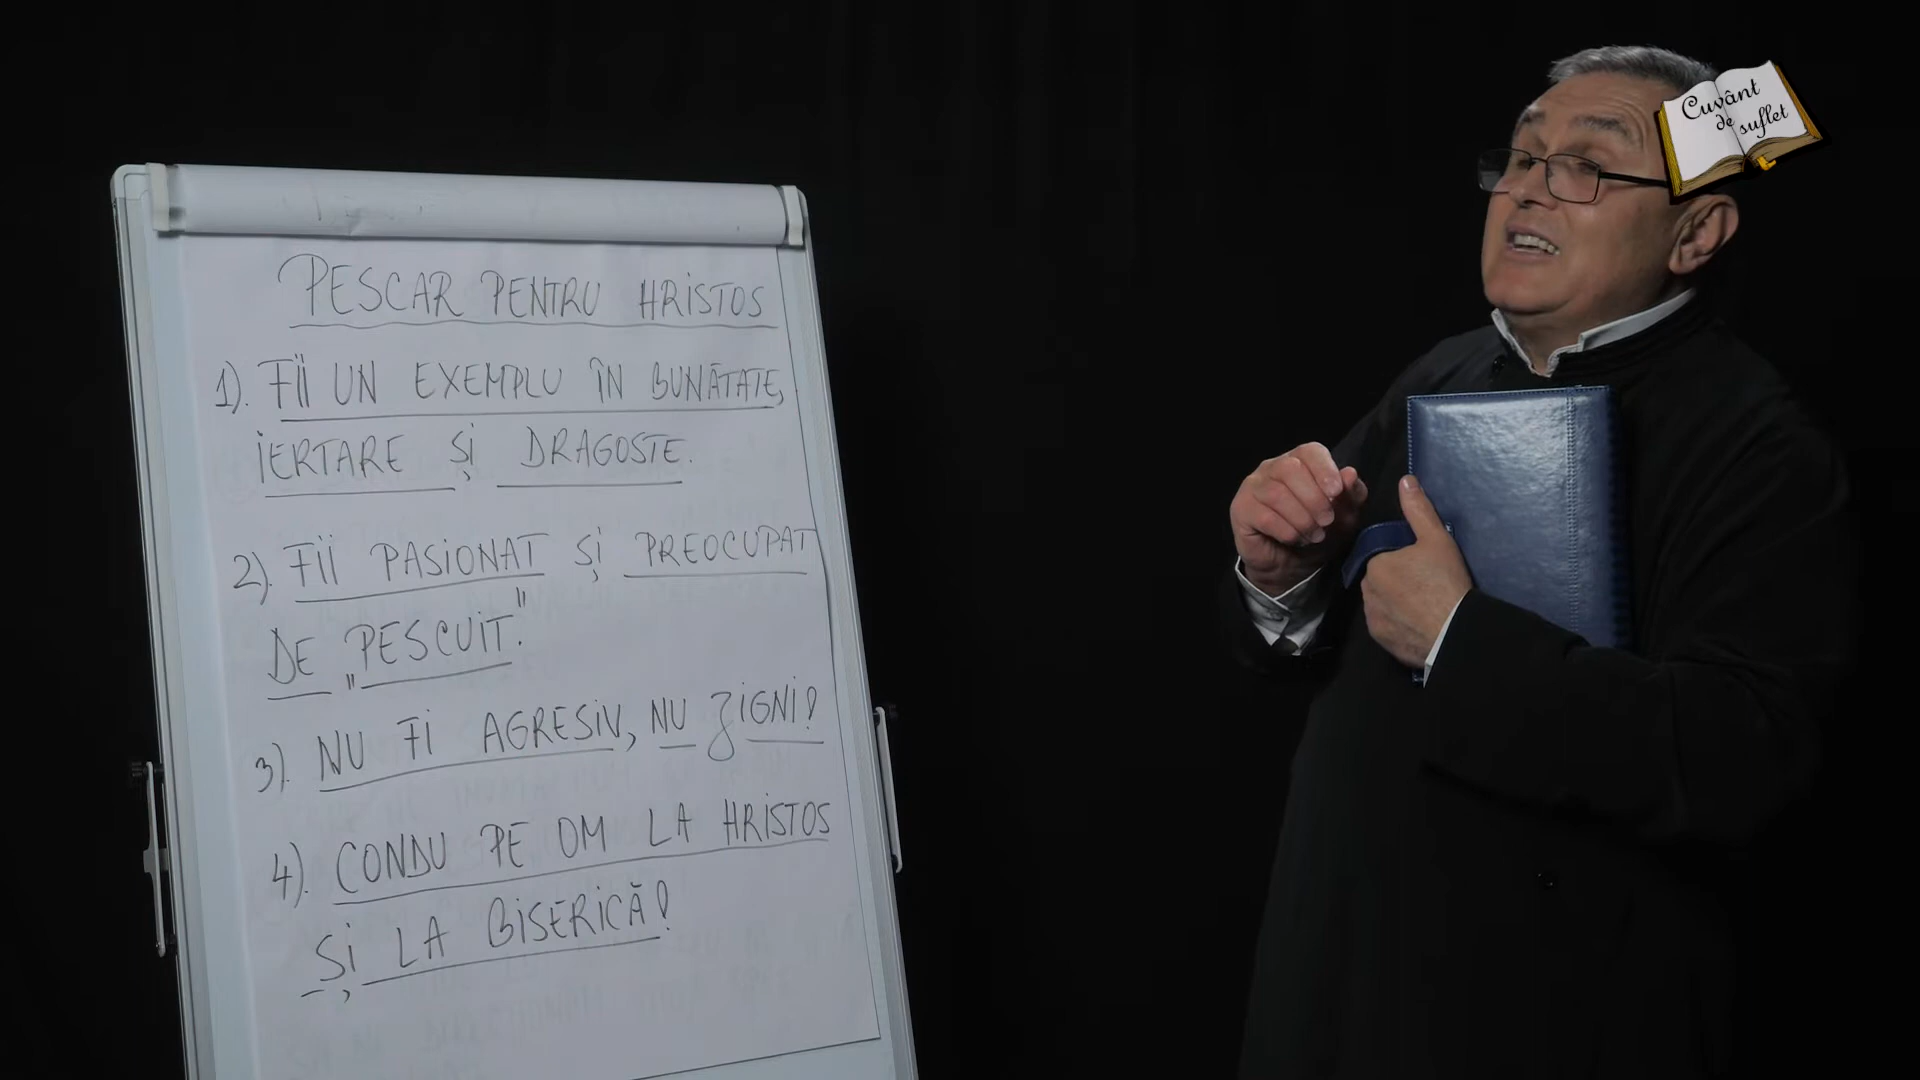 PESCAR PENTRU HRISTOS
1). FII UN EXEMPLU ÎN BUNĂTATE,
IERTARE ȘI DRAGOSTE.
2). FII PASIONAT ȘI PREOCUPAT
DE „PESCUIT."
3). NU FI AGRESIV, NU JIGNI!
4). CONDU PE OM LA HRISTOS
ȘI LA BISERICĂ!
Cuvânt
de suflet